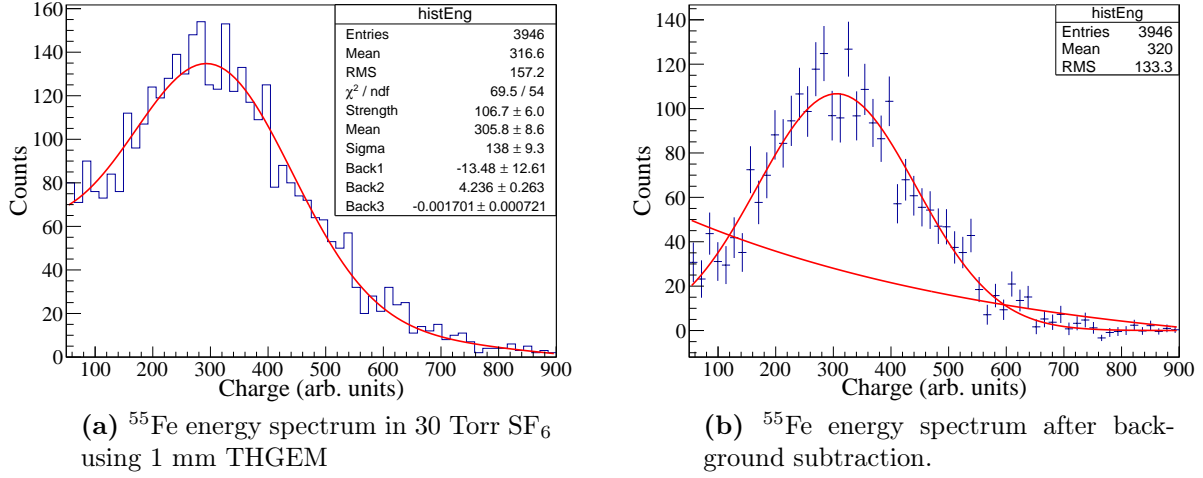 histEng
Entries 3946
Mean 316.6
RMS 157.2
χ² / ndf 69.5 / 54
Strength 106.7 ± 6.0
Mean 305.8 ± 8.6
Sigma 138 ± 9.3
Back1 -13.48 ± 12.61
Back2 4.236 ± 0.263
Back3 -0.001701 ± 0.000721
Counts
160
140
120
100
80
60
40
20
0
100 200 300 400 500 600 700 800 900
Charge (arb. units)
(a) ⁵⁵Fe energy spectrum in 30 Torr SF₆
using 1 mm THGEM
histEng
Entries 3946
Mean 320
RMS 133.3
Counts
140
120
100
80
60
40
20
0
100 200 300 400 500 600 700 800 900
Charge (arb. units)
(b) ⁵⁵Fe energy spectrum after back-
ground subtraction.